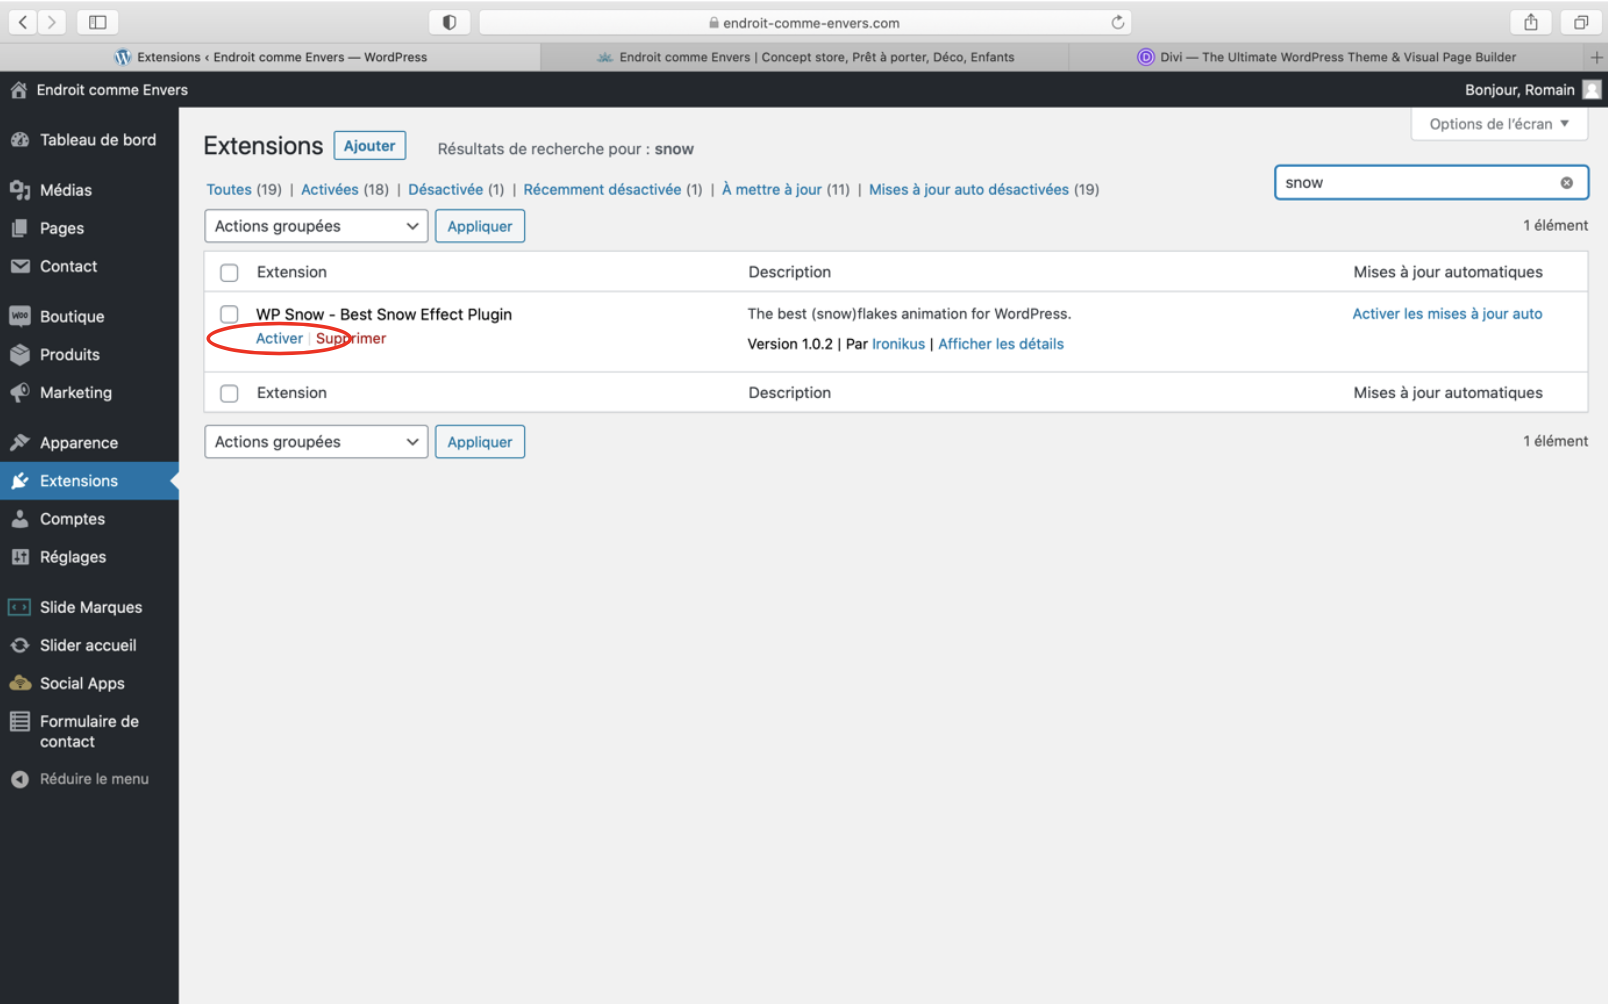 endroit-comme-envers.com
Extensions ‹ Endroit comme Envers — WordPress
Endroit comme Envers | Concept store, Prêt à porter, Déco, Enfants
Divi — The Ultimate WordPress Theme & Visual Page Builder
Endroit comme Envers
Bonjour, Romain
Options de l'écran
Tableau de bord
Médias
Pages
Contact
Boutique
Produits
Marketing
Apparence
Extensions
Comptes
Réglages
Slide Marques
Slider accueil
Social Apps
Formulaire de
contact
Réduire le menu
Extensions Ajouter Résultats de recherche pour : snow
Toutes (19) | Activées (18) | Désactivée (1) | Récemment désactivée (1) | À mettre à jour (11) | Mises à jour auto désactivées (19)
snow
Actions groupées Appliquer
1 élément
Extension Description Mises à jour automatiques
WP Snow - Best Snow Effect Plugin
Activer | Supprimer
The best (snow)flakes animation for WordPress.
Version 1.0.2 | Par Ironikus | Afficher les détails
Activer les mises à jour auto
Extension Description Mises à jour automatiques
Actions groupées Appliquer
1 élément